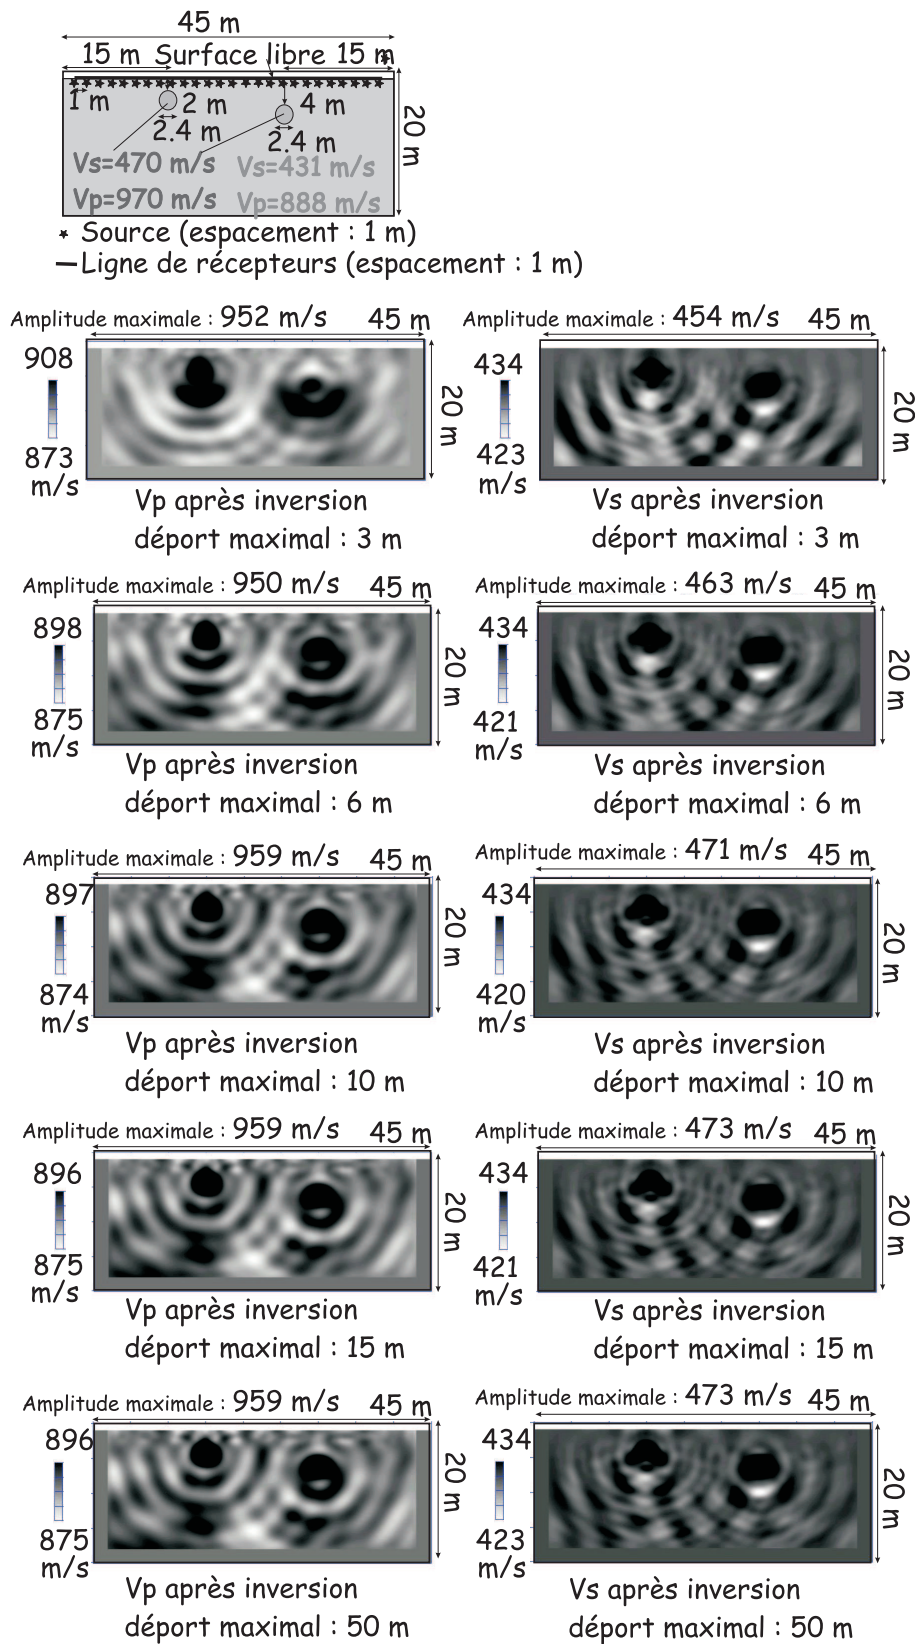 45 m
15 m Surface libre 15 m
1 m
2 m
4 m
2.4 m
2.4 m
20 m
Vs=470 m/s Vs=431 m/s
Vp=970 m/s Vp=888 m/s
Source (espacement : 1 m)
Ligne de récepteurs (espacement : 1 m)
Amplitude maximale : 952 m/s 45 m
908
873
m/s
20 m
Vp après inversion
départ maximal : 3 m
Amplitude maximale : 454 m/s 45 m
434
423
m/s
20 m
Vs après inversion
déport maximal : 3 m
Amplitude maximale : 950 m/s 45 m
898
875
m/s
20 m
Vp après inversion
déport maximal : 6 m
Amplitude maximale : 463 m/s 45 m
434
421
m/s
20 m
Vs après inversion
déport maximal : 6 m
Amplitude maximale : 959 m/s 45 m
897
874
m/s
20 m
Vp après inversion
déport maximal : 10 m
Amplitude maximale : 471 m/s 45 m
434
420
m/s
20 m
Vs après inversion
déport maximal : 10 m
Amplitude maximale : 959 m/s 45 m
896
875
m/s
20 m
Vp après inversion
déport maximal : 15 m
Amplitude maximale : 473 m/s 45 m
434
421
m/s
20 m
Vs après inversion
déport maximal : 15 m
Amplitude maximale : 959 m/s 45 m
896
875
m/s
20 m
Vp après inversion
déport maximal : 50 m
Amplitude maximale : 473 m/s 45 m
434
423
m/s
20 m
Vs après inversion
déport maximal : 50 m